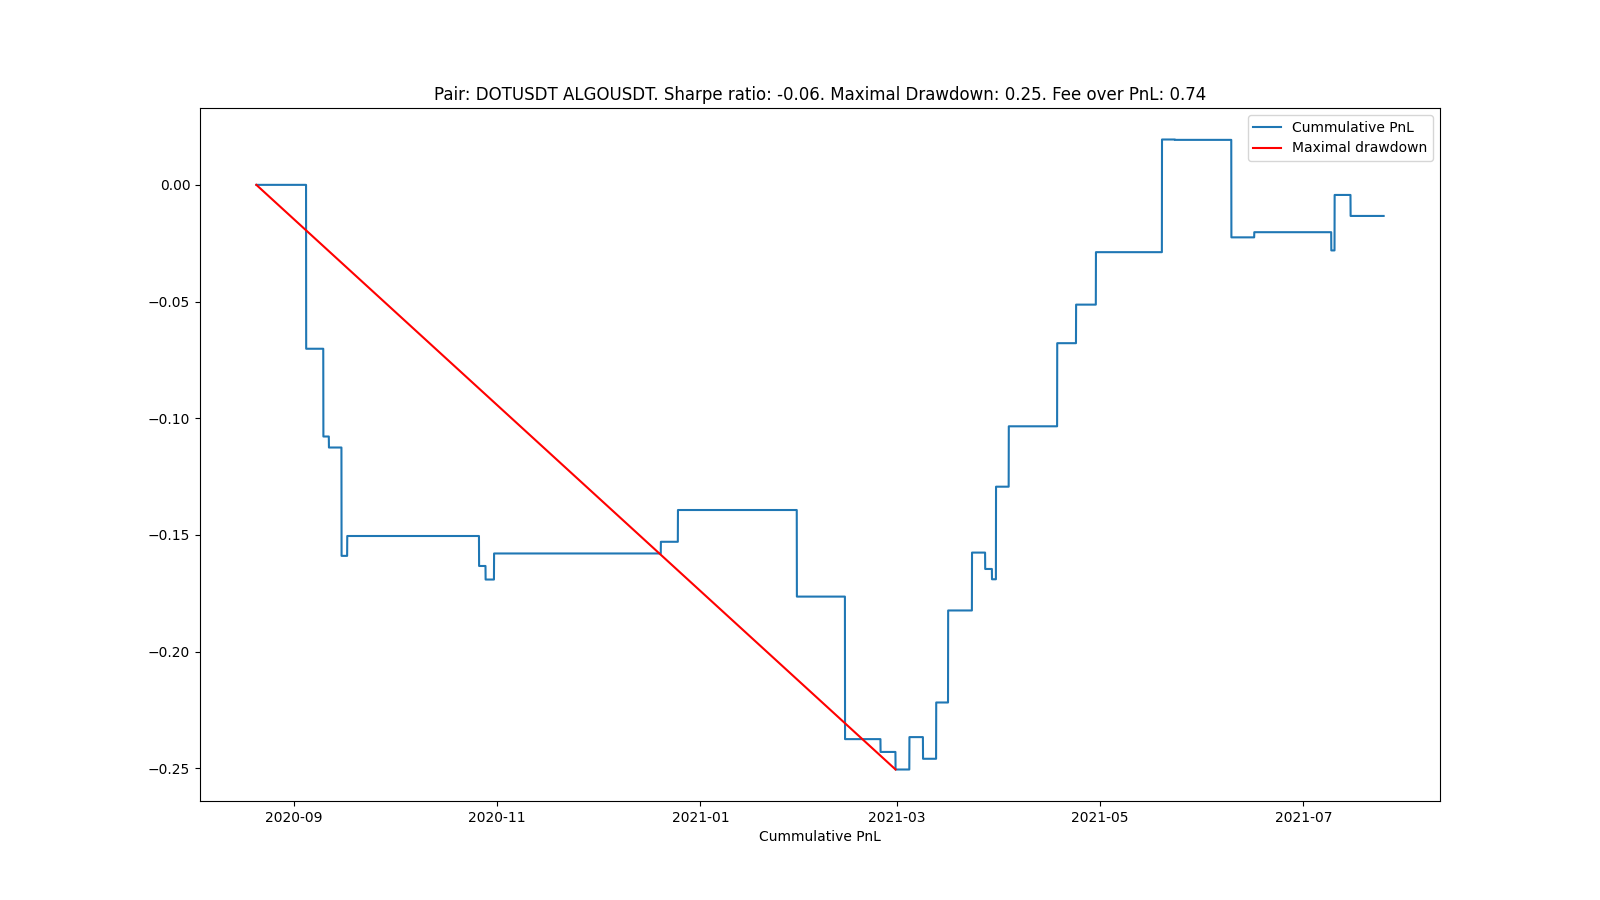 Pair: DOTUSDT ALGOUSDT. Sharpe ratio: -0.06. Maximal Drawdown: 0.25. Fee over PnL: 0.74
Cummulative PnL
Maximal drawdown
0.00
−0.05
−0.10
−0.15
−0.20
−0.25
2020-09 2020-11 2021-01 2021-03 2021-05 2021-07
Cummulative PnL